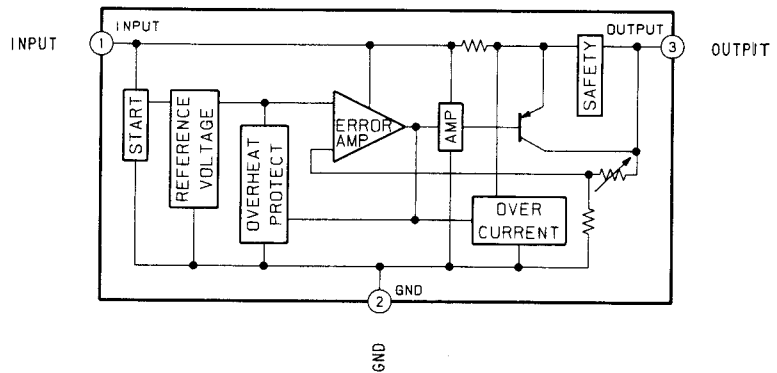 INPUT
1
INPUT
OUTPUT
3
OUTPIT
START
REFERENCE
VOLTAGE
OVERHEAT
PROTECT
ERROR
AMP
AMP
SAFETY
OVER
CURRENT
2
GND
GND